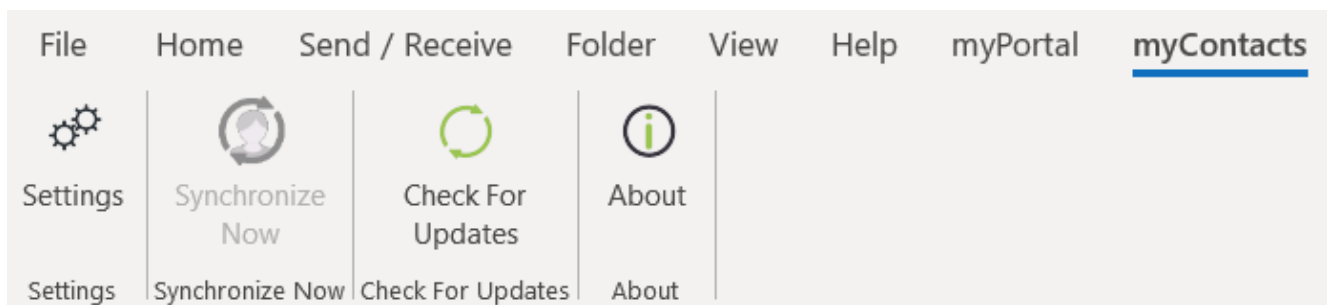 File Home Send / Receive Folder View Help myPortal myContacts
Settings
Synchronize
Now
Check For
Updates
About
Settings Synchronize Now Check For Updates About